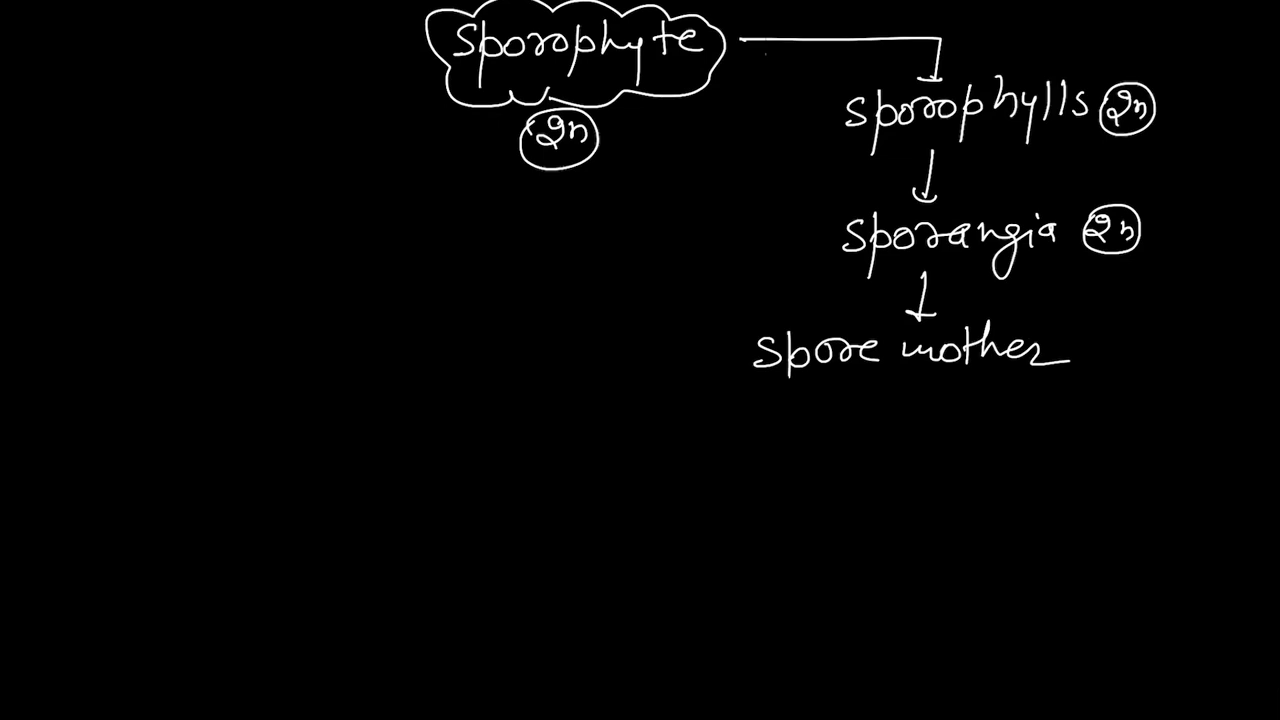 Sporophyte
2n
sporophylls 2n
sporangia 2n
spore mother